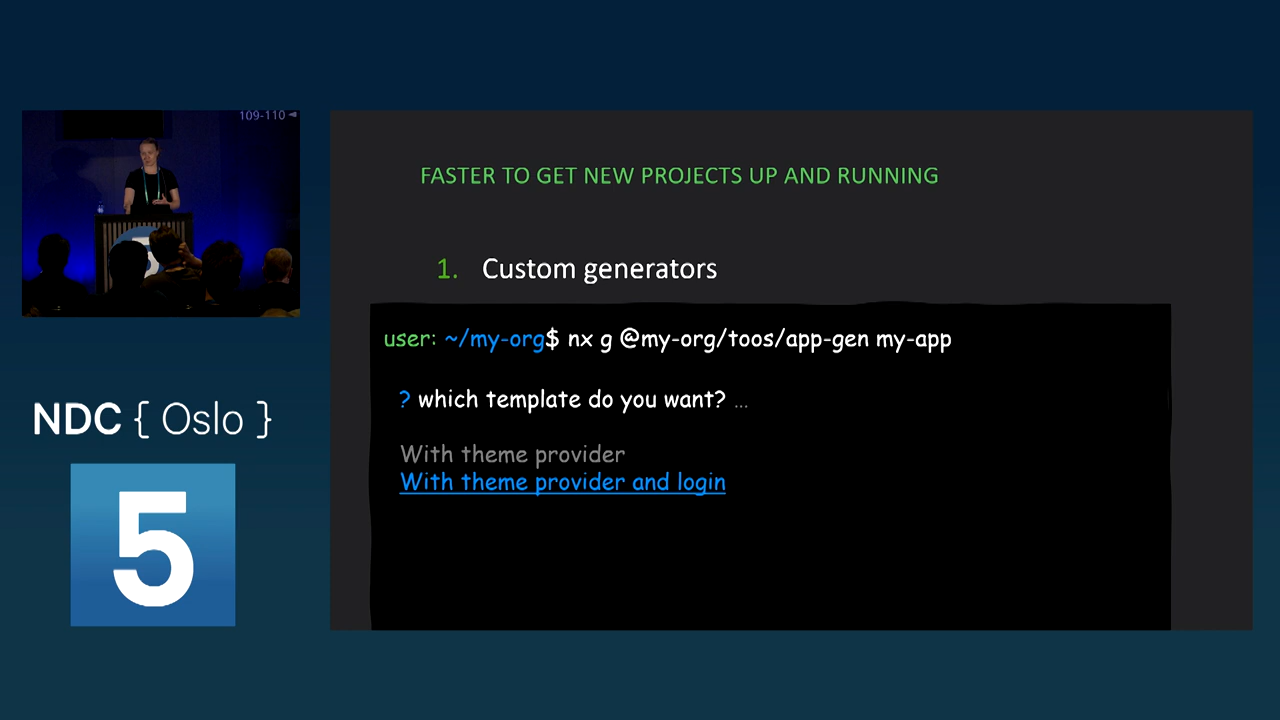 109-110
FASTER TO GET NEW PROJECTS UP AND RUNNING
1. Custom generators
user: ~/my-org$ nx g @my-org/toos/app-gen my-app
? which template do you want? ...
With theme provider
With theme provider and login
NDC { Oslo }
5